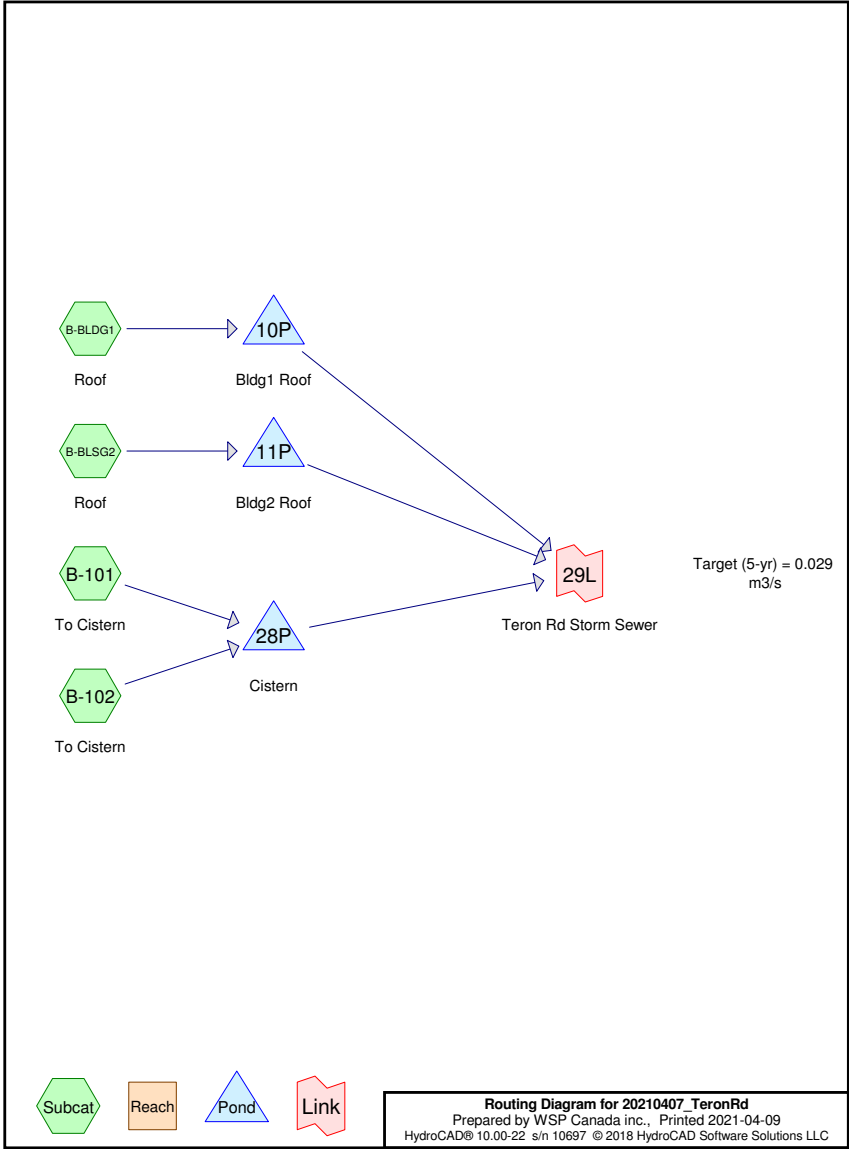 B-BLDG1
10P
Roof
Bldg1 Roof
B-BLSG2
11P
Roof
Bldg2 Roof
B-101
29L
Target (5-yr) = 0.029
m3/s
To Cistern
28P
Teron Rd Storm Sewer
B-102
Cistern
To Cistern
Subcat
Reach
Pond
Link
Routing Diagram for 20210407_TeronRd
Prepared by WSP Canada inc., Printed 2021-04-09
HydroCAD® 10.00-22 s/n 10697 © 2018 HydroCAD Software Solutions LLC